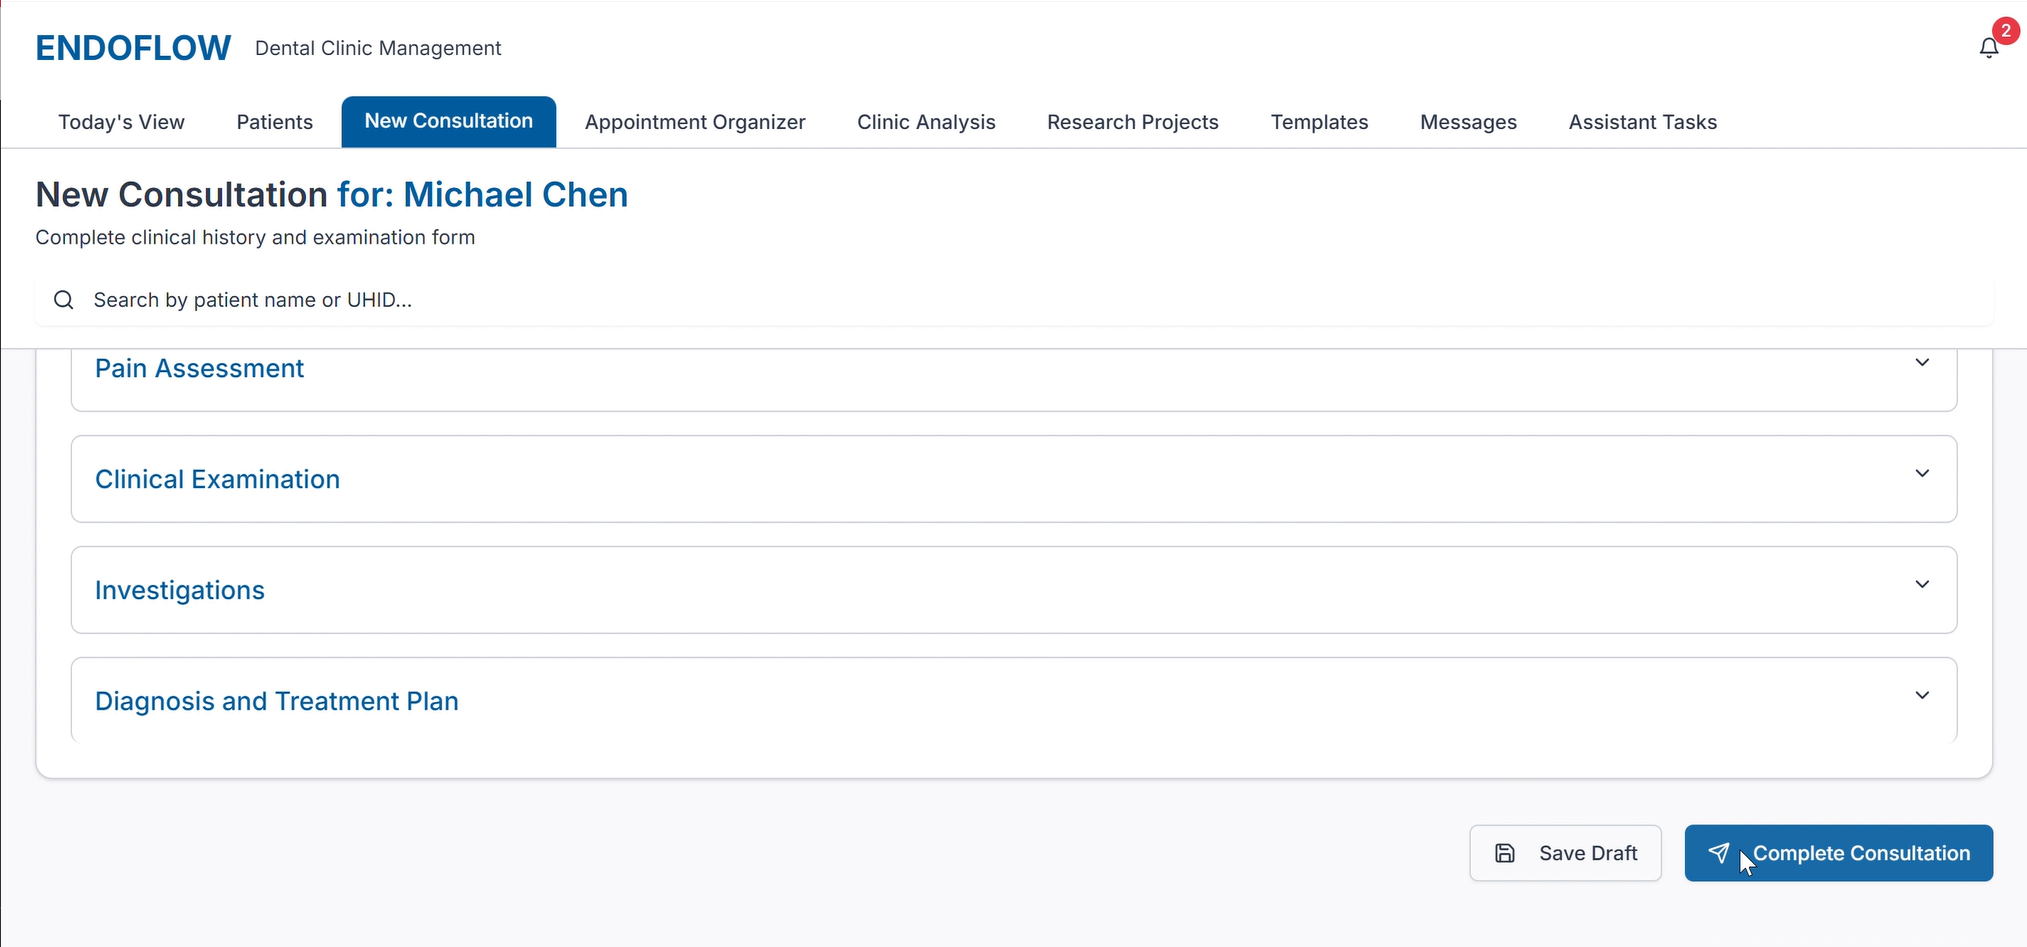 ENDOFLOW Dental Clinic Management
2
Today's View Patients New Consultation Appointment Organizer Clinic Analysis Research Projects Templates Messages Assistant Tasks
New Consultation for: Michael Chen
Complete clinical history and examination form
Search by patient name or UHID...
Pain Assessment
Clinical Examination
Investigations
Diagnosis and Treatment Plan
Save Draft Complete Consultation